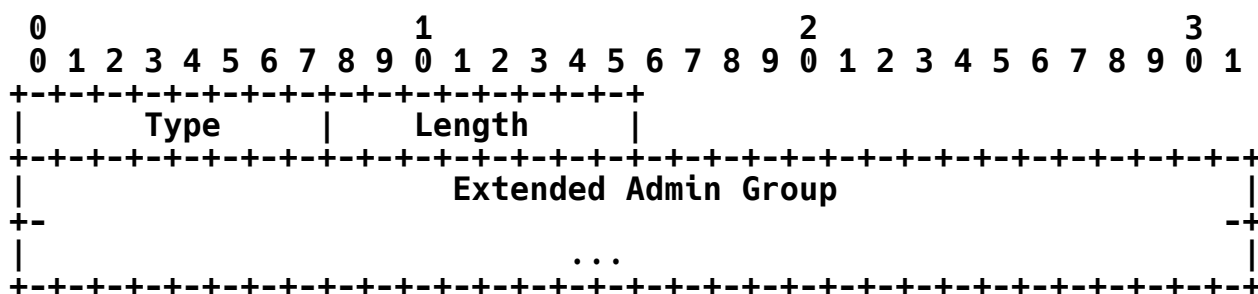 0                   1                   2                   3
 0 1 2 3 4 5 6 7 8 9 0 1 2 3 4 5 6 7 8 9 0 1 2 3 4 5 6 7 8 9 0 1
+-+-+-+-+-+-+-+-+-+-+-+-+-+-+-+-+
|      Type     |    Length     |
+-+-+-+-+-+-+-+-+-+-+-+-+-+-+-+-+-+-+-+-+-+-+-+-+-+-+-+-+-+-+-+-+
|                      Extended Admin Group                     |
+-                                                             -+
|                            ...                                |
+-+-+-+-+-+-+-+-+-+-+-+-+-+-+-+-+-+-+-+-+-+-+-+-+-+-+-+-+-+-+-+-+